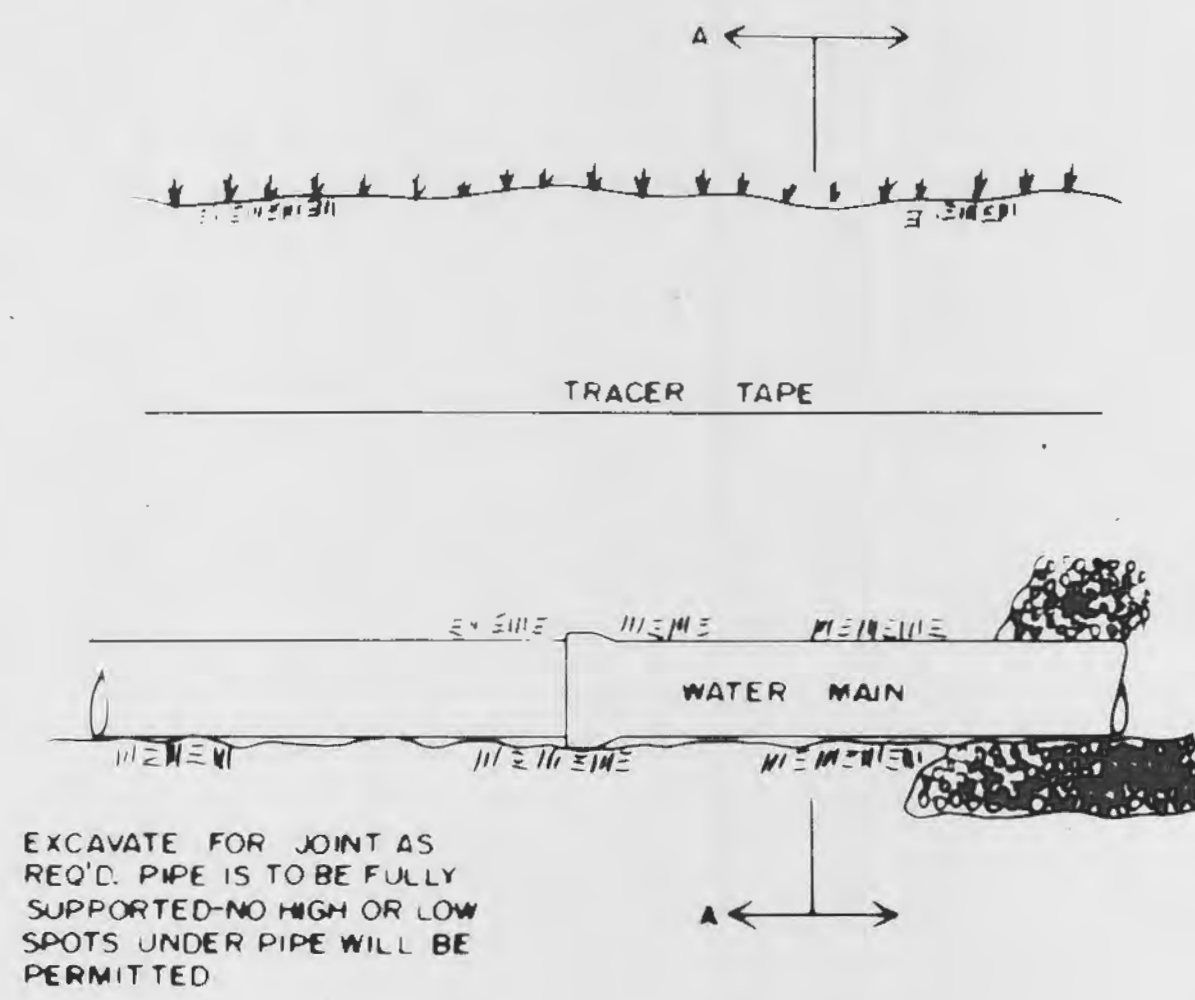 A
TRACER TAPE
WATER MAIN
EXCAVATE FOR JOINT AS
REQ'D. PIPE IS TO BE FULLY
SUPPORTED-NO HIGH OR LOW
SPOTS UNDER PIPE WILL BE
PERMITTED
A